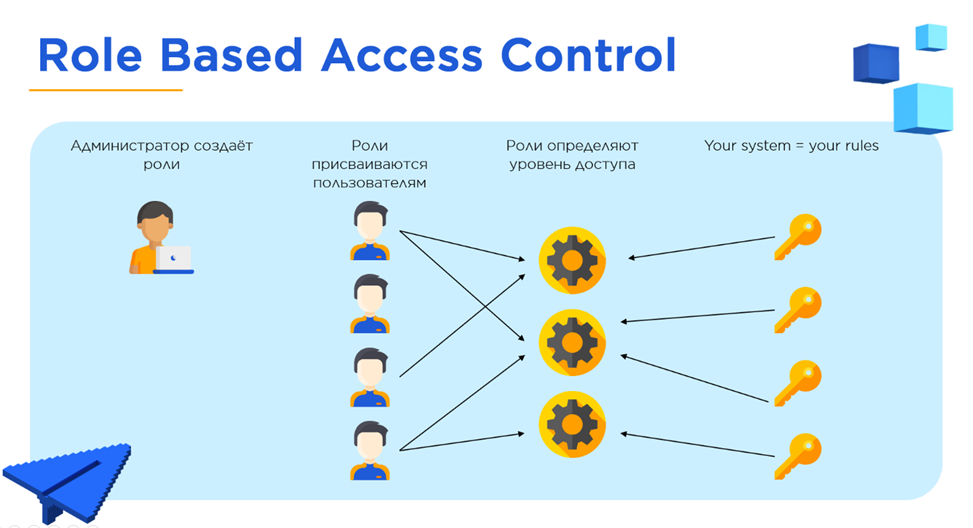 Role Based Access Control
Администратор создаёт
роли
Роли
присваиваются
пользователям
Роли определяют
уровень доступа
Your system = your rules